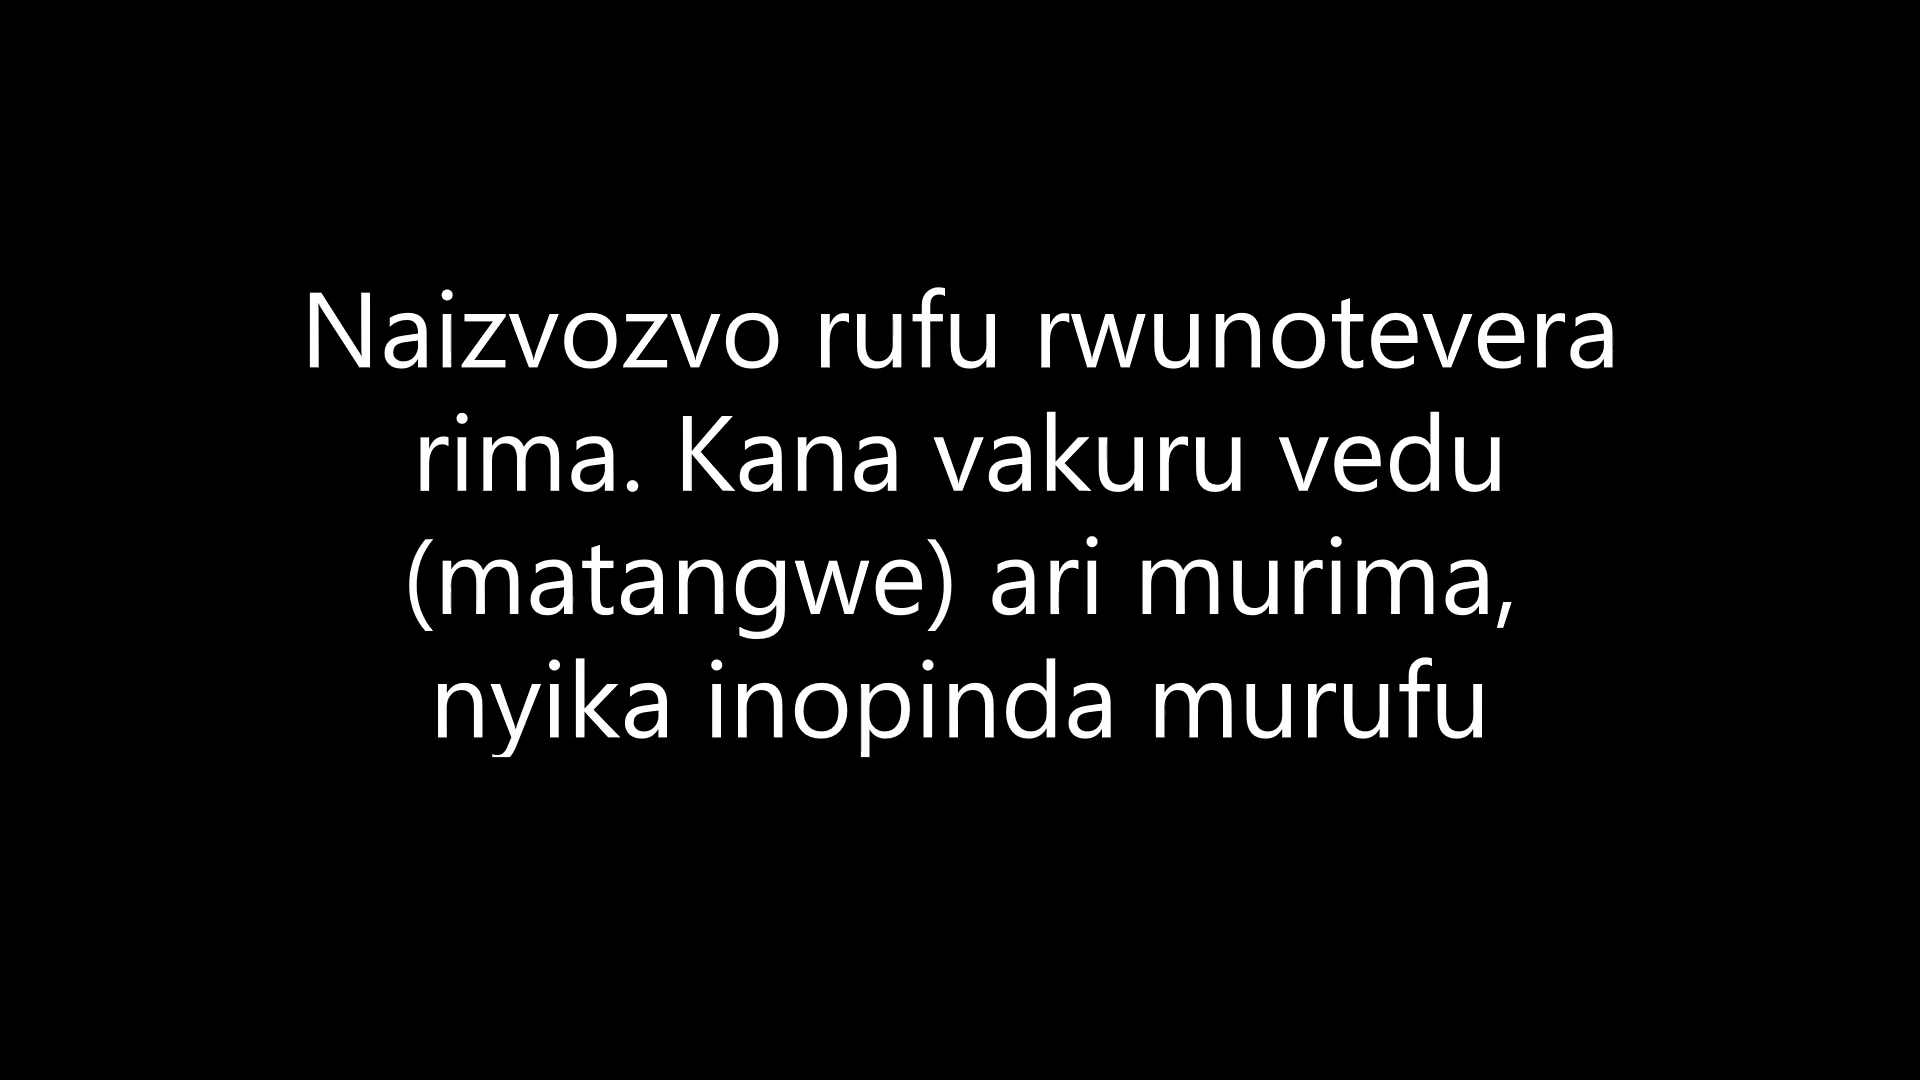 Naizvozvo rufu rwunotevera
rima. Kana vakuru vedu
(matangwe) ari murima,
nyika inopinda murufu